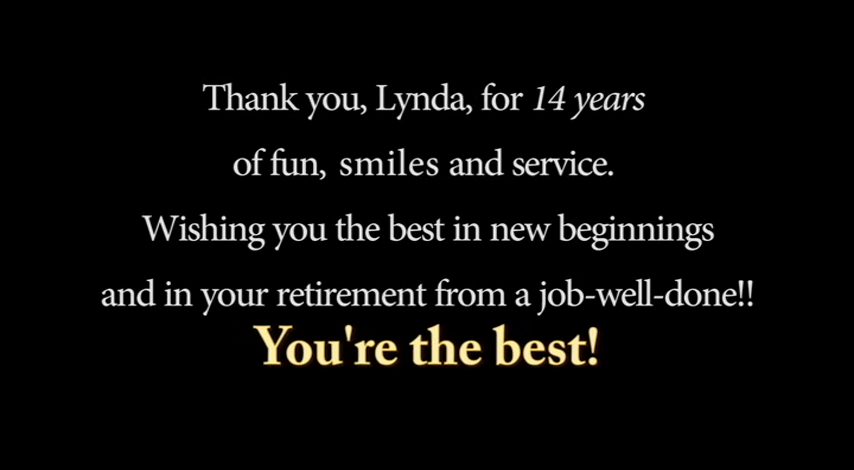 Thank you, Lynda, for 14 years
of fun, smiles and service.
Wishing you the best in new beginnings
and in your retirement from a job-well-done!!
You're the best!